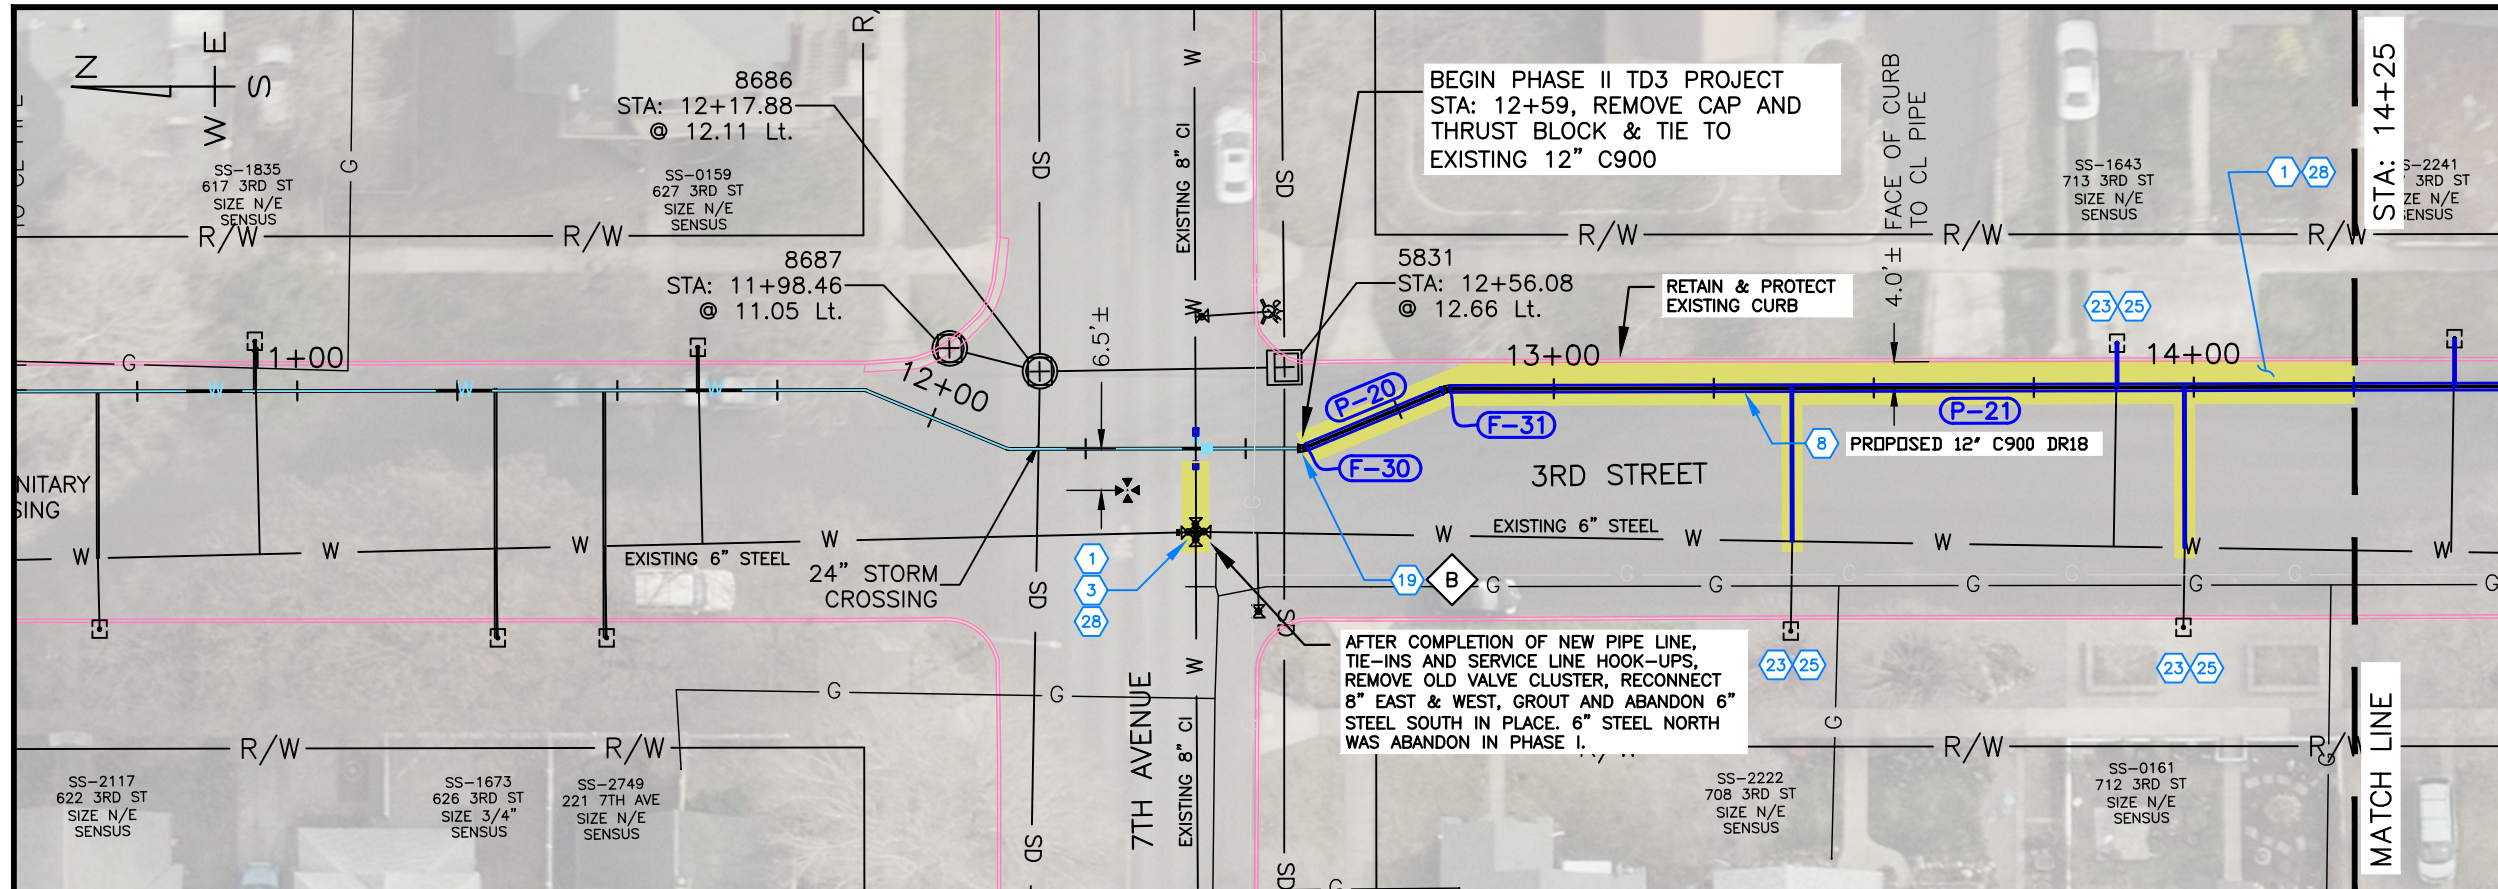 N
W E
S
8686
STA: 12+17.88
@ 12.11 Lt.
SS-1835
617 3RD ST
SIZE N/E
SENSUS
SS-0159
627 3RD ST
SIZE N/E
SENSUS
8687
STA: 11+98.46
@ 11.05 Lt.
BEGIN PHASE II TD3 PROJECT
STA: 12+59, REMOVE CAP AND
THRUST BLOCK & TIE TO
EXISTING 12" C900
5831
STA: 12+56.08
@ 12.66 Lt.
RETAIN & PROTECT
EXISTING CURB
4.0'± FACE OF CURB
TO CL PIPE
SS-1643
713 3RD ST
SIZE N/E
SENSUS
1 28
STA: 14+25
S-2241
3RD ST
ZE N/E
SENSUS
R/W
R/W
R/W
R/W
R/W
23 25
EXISTING 8" CI
W
W
SD
SD
G
G
1+00
12+00
13+00
14+00
6.5'±
W
W
W
P-20
F-31
F-30
P-21
8
PROPOSED 12" C900 DR18
3RD STREET
NITARY
SING
W
W
W
W
EXISTING 6" STEEL
24" STORM
CROSSING
W
EXISTING 6" STEEL
W
W
W
W
1
3
28
19
B
G
G
G
G
G
SD
SD
AFTER COMPLETION OF NEW PIPE LINE,
TIE-INS AND SERVICE LINE HOOK-UPS,
REMOVE OLD VALVE CLUSTER, RECONNECT
8" EAST & WEST, GROUT AND ABANDON 6"
STEEL SOUTH IN PLACE. 6" STEEL NORTH
WAS ABANDON IN PHASE I.
23 25
23 25
G
G
G
G
W
7TH AVENUE
EXISTING 8" CI
R/W
R/W
R/W
R/W
MATCH LINE
SS-2117
622 3RD ST
SIZE N/E
SENSUS
SS-1673
626 3RD ST
SIZE 3/4"
SENSUS
SS-2749
221 7TH AVE
SIZE N/E
SENSUS
SS-2222
708 3RD ST
SIZE N/E
SENSUS
SS-0161
712 3RD ST
SIZE N/E
SENSUS
SD
SD
G